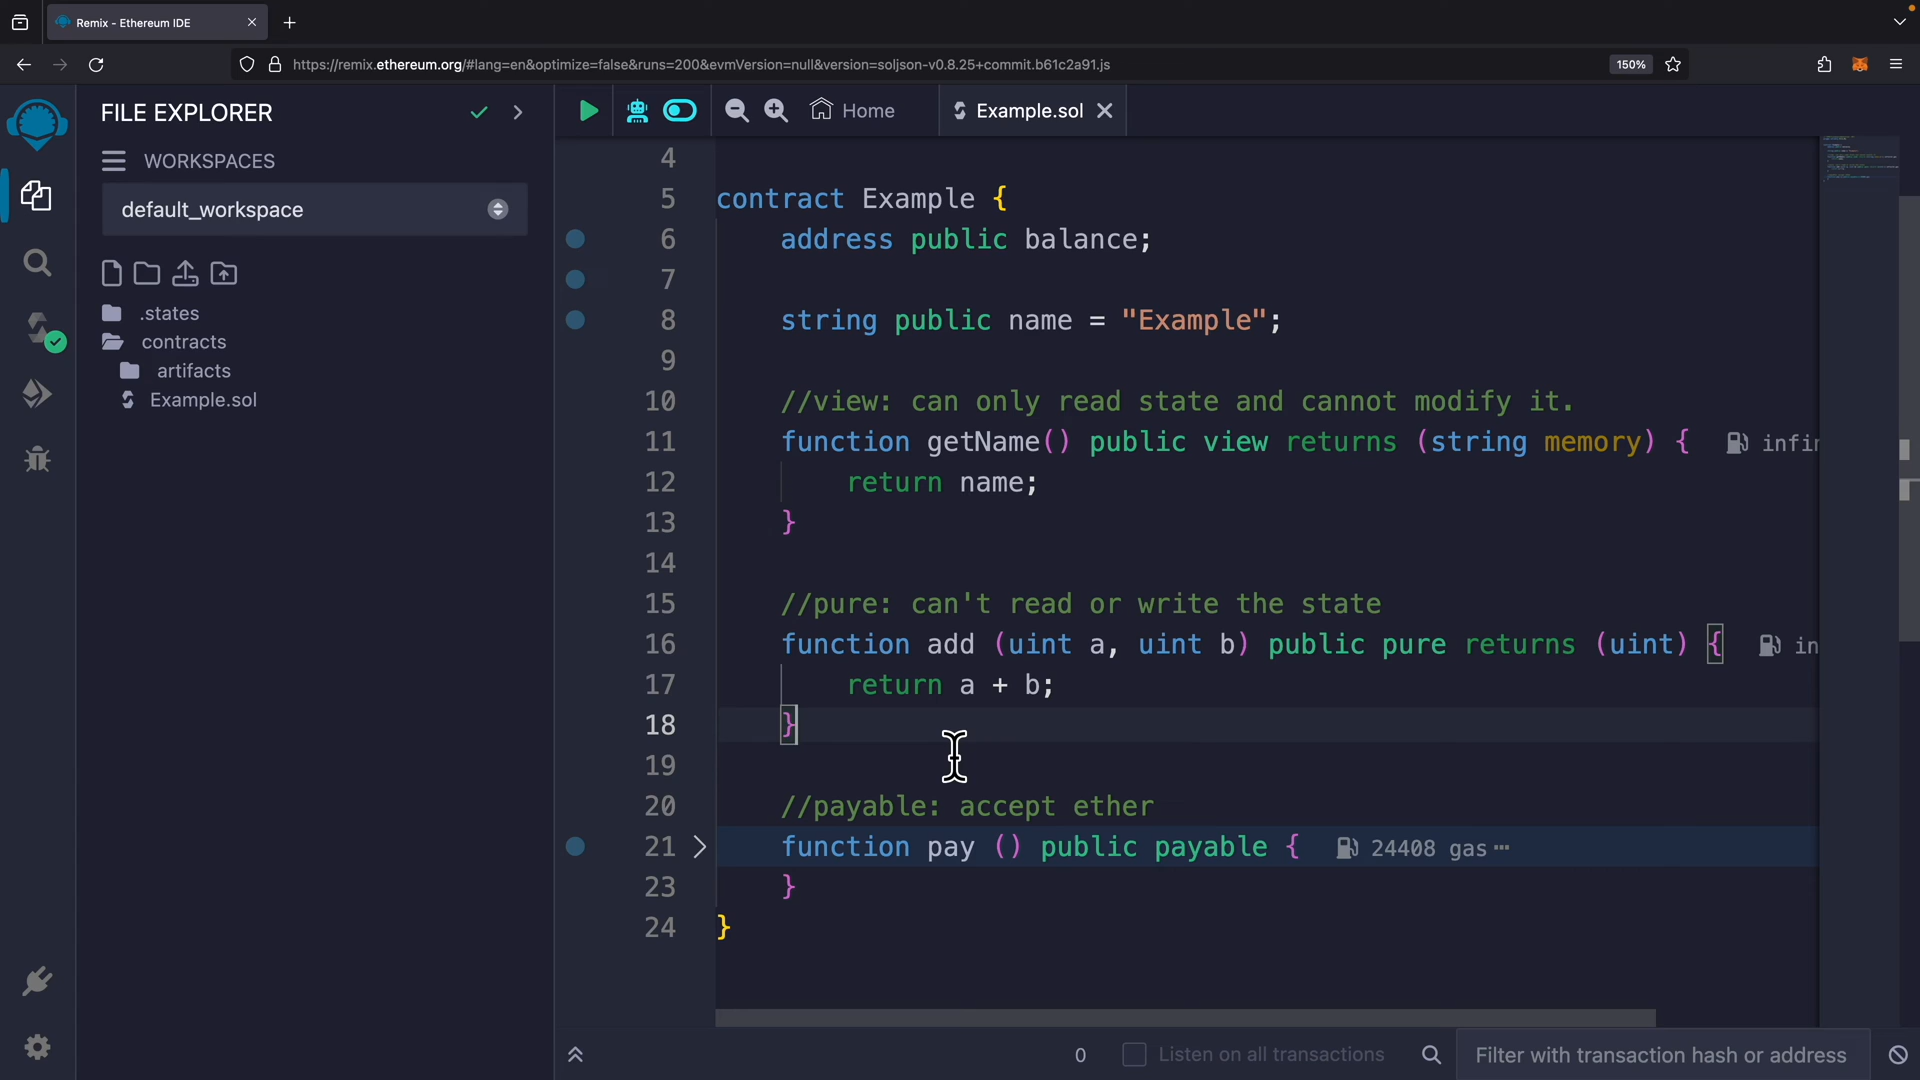 Remix - Ethereum IDE
https://remix.ethereum.org/#lang=en&optimize=false&runs=200&evmVersion=null&version=soljson-v0.8.25+commit.b61c2a91.js
150%
FILE EXPLORER
Home
Example.sol
WORKSPACES
default_workspace
.states
contracts
artifacts
Example.sol
4
5 contract Example {
6 address public balance;
7
8 string public name = "Example";
9
10 //view: can only read state and cannot modify it.
11 function getName() public view returns (string memory) { infin
12 return name;
13 }
14
15 //pure: can't read or write the state
16 function add (uint a, uint b) public pure returns (uint) { in
17 return a + b;
18 }
19
20 //payable: accept ether
21 function pay () public payable { 24408 gas ⋯
23 }
24 }
0
Listen on all transactions
Filter with transaction hash or address